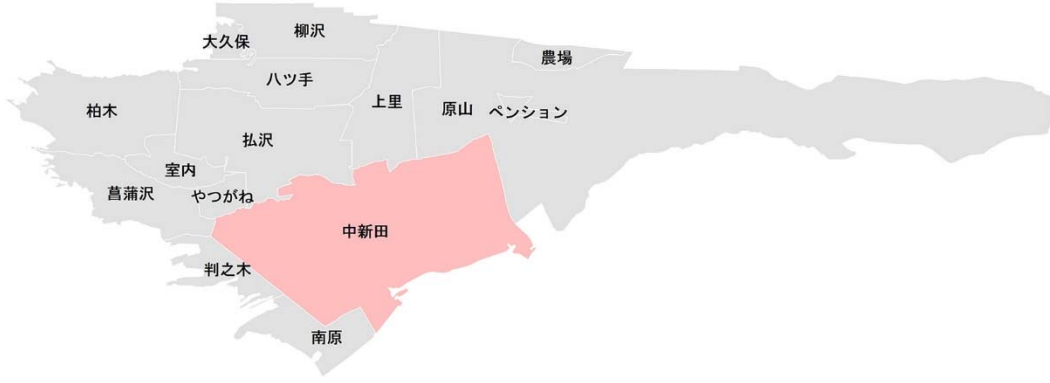 柳沢
大久保
農場
八ツ手
上里
原山
ペンション
柏木
払沢
室内
菖蒲沢
やつがね
中新田
判之木
南原